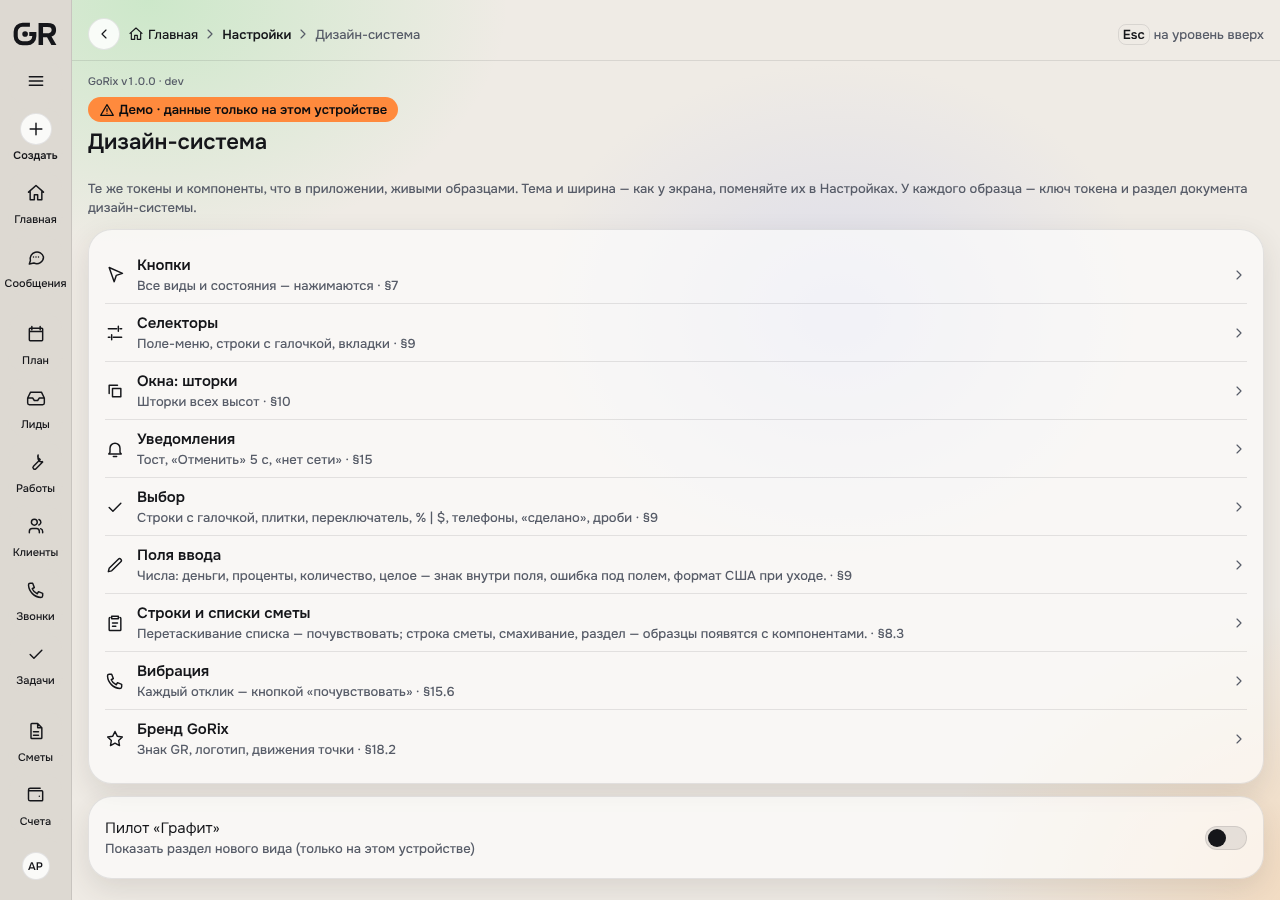 GR
Создать
Главная
Сообщения
План
Лиды
Работы
Клиенты
Звонки
Задачи
Сметы
Счета
AP
Главная
Настройки
Дизайн-система
Esc на уровень вверх
GoRix v1.0.0 · dev
Демо · данные только на этом устройстве
Дизайн-система
Те же токены и компоненты, что в приложении, живыми образцами. Тема и ширина — как у экрана, поменяйте их в Настройках. У каждого образца — ключ токена и раздел документа
дизайн-системы.
Кнопки
Все виды и состояния — нажимаются · §7
Селекторы
Поле-меню, строки с галочкой, вкладки · §9
Окна: шторки
Шторки всех высот · §10
Уведомления
Тост, «Отменить» 5 с, «нет сети» · §15
Выбор
Строки с галочкой, плитки, переключатель, % | $, телефоны, «сделано», дроби · §9
Поля ввода
Числа: деньги, проценты, количество, целое — знак внутри поля, ошибка под полем, формат США при уходе. · §9
Строки и списки сметы
Перетаскивание списка — почувствовать; строка сметы, смахивание, раздел — образцы появятся с компонентами. · §8.3
Вибрация
Каждый отклик — кнопкой «почувствовать» · §15.6
Бренд GoRix
Знак GR, логотип, движения точки · §18.2
Пилот «Графит»
Показать раздел нового вида (только на этом устройстве)